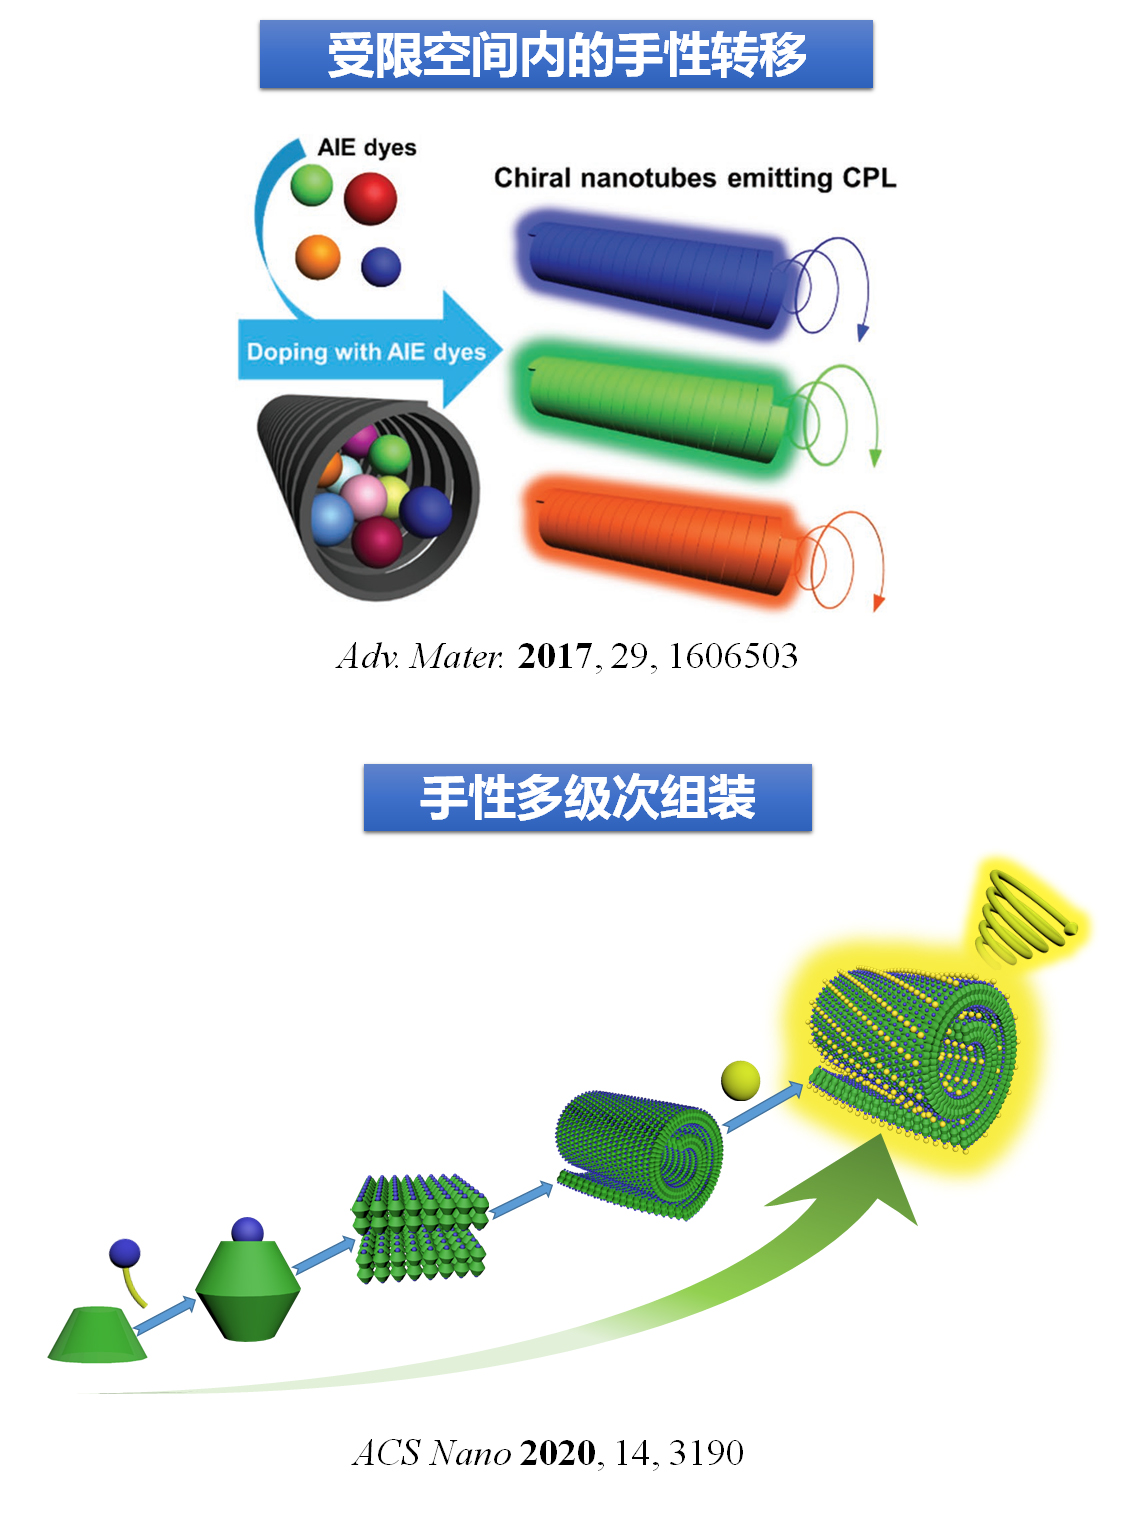 受限空间内的手性转移
AIE dyes
Chiral nanotubes emitting CPL
Doping with AIE dyes
Adv. Mater. 2017, 29, 1606503
手性多级次组装
ACS Nano 2020, 14, 3190